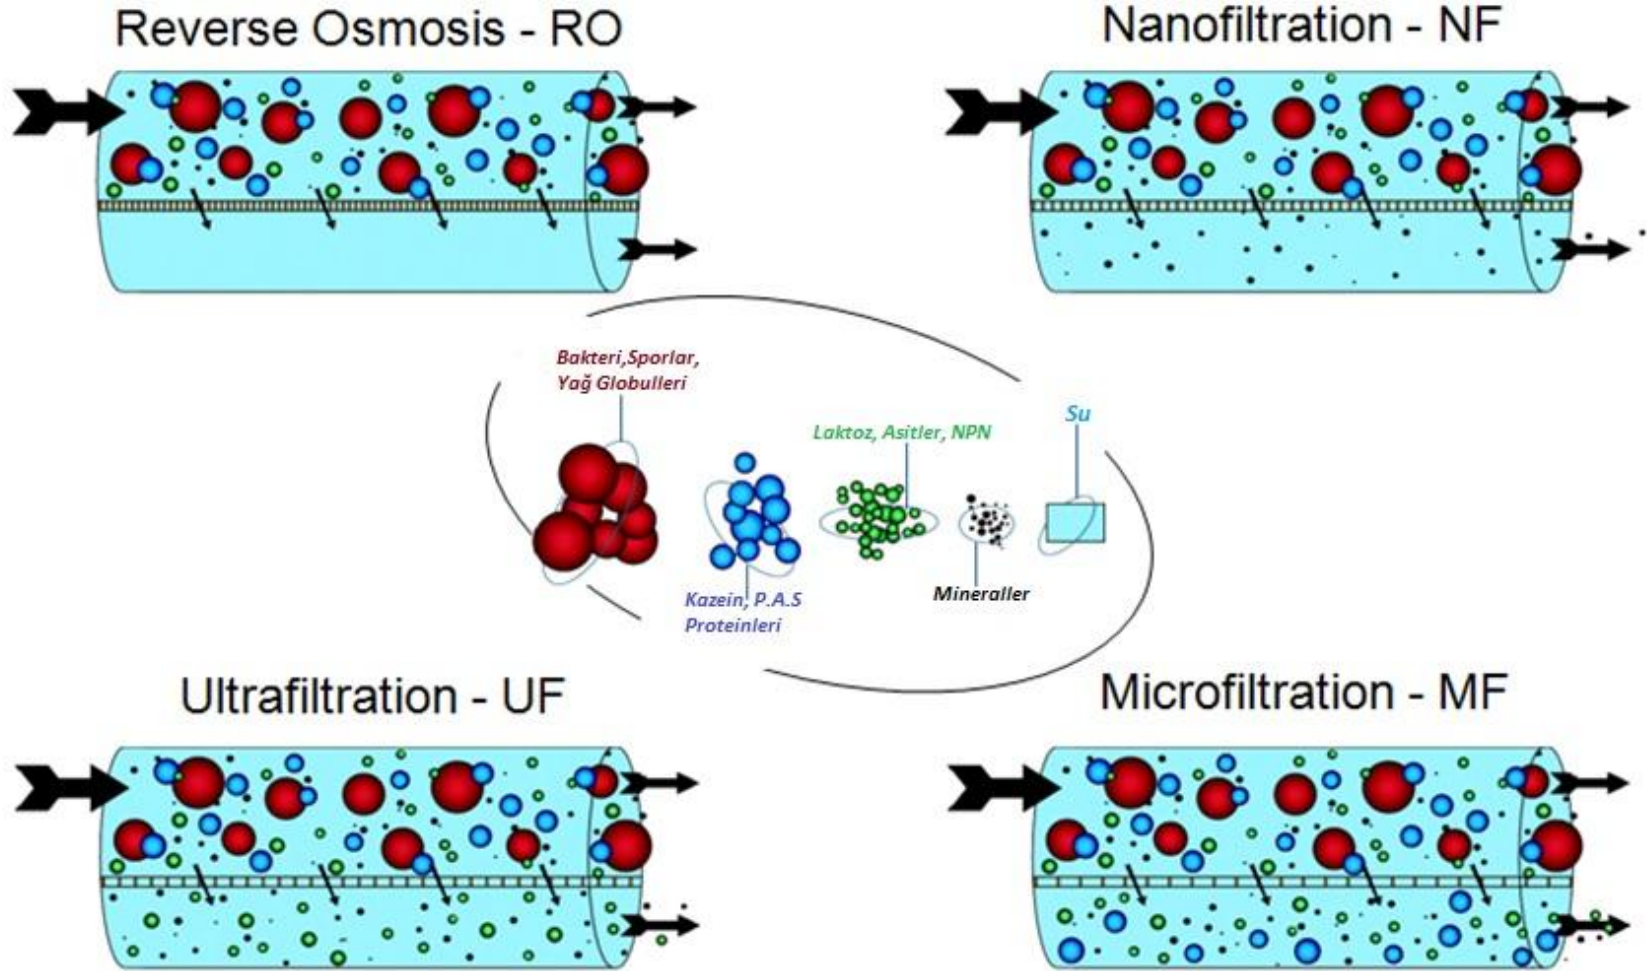 Reverse Osmosis - RO
Nanofiltration - NF
Bakteri,Sporlar,
Yağ Globulleri
Laktoz, Asitler, NPN
Su
Kazein, P.A.S
Proteinleri
Mineraller
Ultrafiltration - UF
Microfiltration - MF